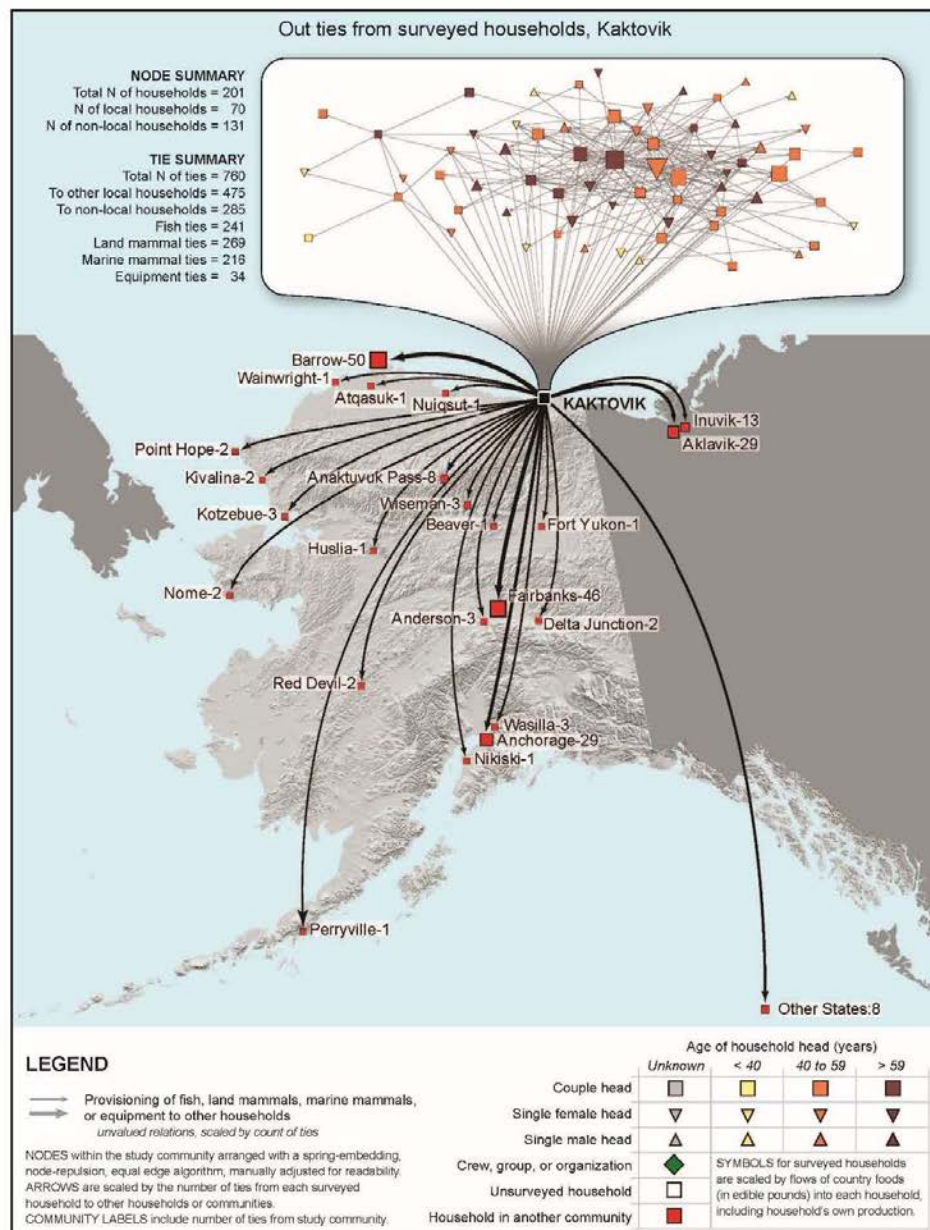 Out ties from surveyed households, Kaktovik
NODE SUMMARY
Total N of households = 201
N of local households = 70
N of non-local households = 131
TIE SUMMARY
Total N of ties = 760
To other local households = 475
To non-local households = 285
Fish ties = 241
Land mammal ties = 269
Marine mammal ties = 216
Equipment ties = 34
Barrow-50
Wainwright-1
Atqasuk-1
Nuiqsut-1
KAKTOVIK
Inuvik-13
Aklavik-29
Point Hope-2
Kivalina-2
Anaktuvuk Pass-8
Wiseman-3
Kotzebue-3
Beaver-1
Fort Yukon-1
Huslia-1
Nome-2
Fairbanks-46
Anderson-3
Delta Junction-2
Red Devil-2
Wasilla-3
Anchorage-29
Nikiski-1
Perryville-1
Other States:8
LEGEND
Provisioning of fish, land mammals, marine mammals,
or equipment to other households
unvalued relations, scaled by count of ties
NODES within the study community arranged with a spring-embedding,
node-repulsion, equal edge algorithm, manually adjusted for readability.
ARROWS are scaled by the number of ties from each surveyed
household to other households or communities.
COMMUNITY LABELS include number of ties from study community.
Age of household head (years)
Unknown < 40 40 to 59 > 59
Couple head
Single female head
Single male head
Crew, group, or organization
Unsurveyed household
Household in another community
SYMBOLS for surveyed households
are scaled by flows of country foods
(in edible pounds) into each household,
including household's own production.